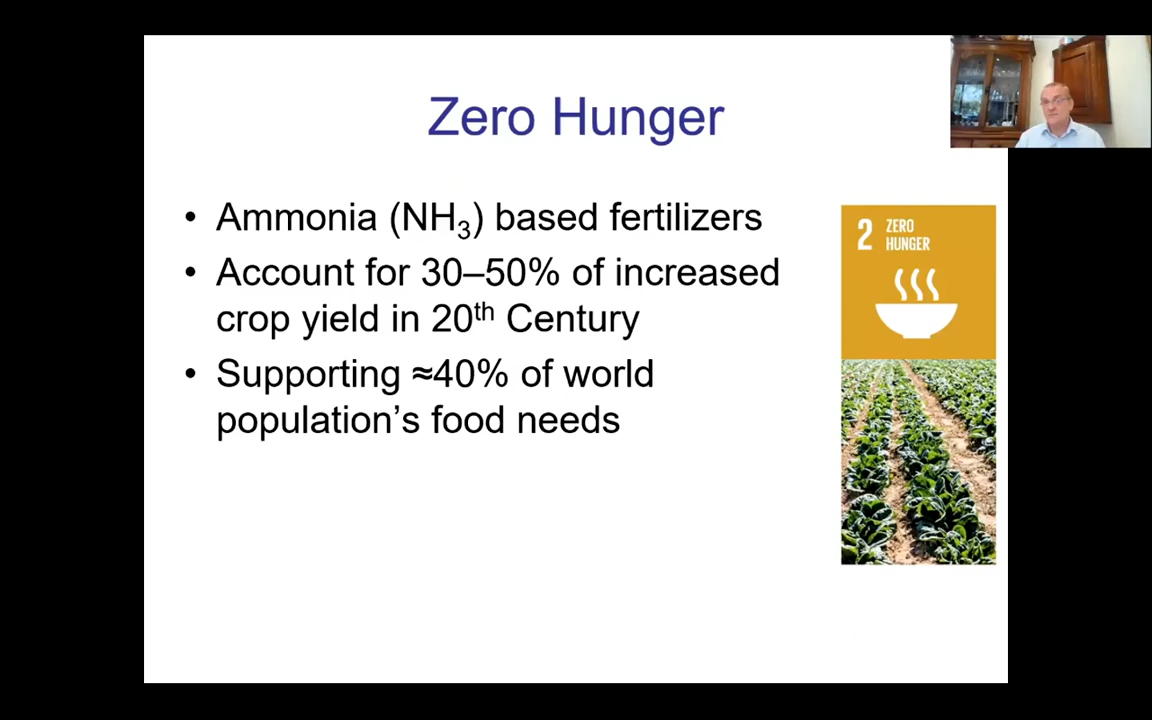 Zero Hunger
• Ammonia (NH₃) based fertilizers
• Account for 30–50% of increased
crop yield in 20ᵗʰ Century
• Supporting ≈40% of world
population’s food needs
2 ZERO
HUNGER